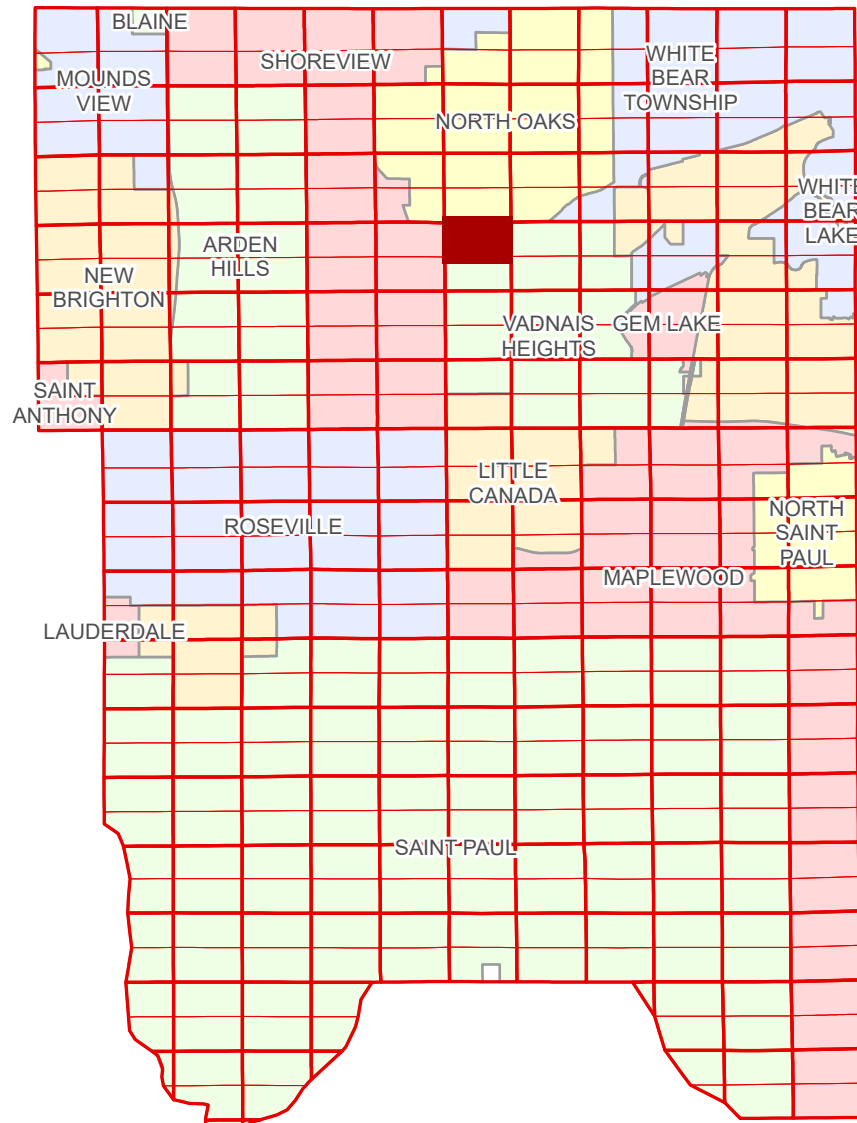 BLAINE
SHOREVIEW
WHITE
BEAR
TOWNSHIP
MOUNDS
VIEW
NORTH OAKS
WHITE
BEAR
LAKE
ARDEN
HILLS
NEW
BRIGHTON
VADNAIS
HEIGHTS
GEM LAKE
SAINT
ANTHONY
LITTLE
CANADA
NORTH
SAINT
PAUL
ROSEVILLE
MAPLEWOOD
LAUDERDALE
SAINT PAUL